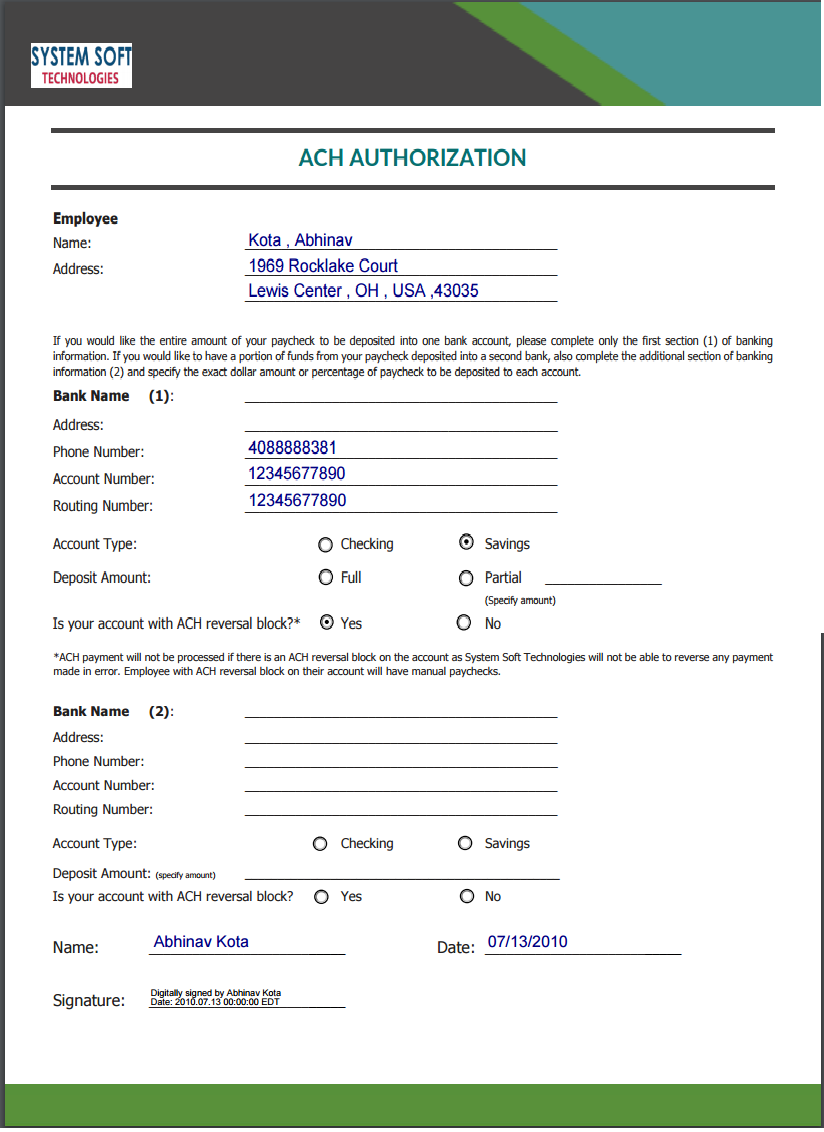 SYSTEM SOFT
TECHNOLOGIES
ACH AUTHORIZATION
Employee
Name: Kota , Abhinav
Address: 1969 Rocklake Court
Lewis Center , OH , USA ,43035
If you would like the entire amount of your paycheck to be deposited into one bank account, please complete only the first section (1) of banking
information. If you would like to have a portion of funds from your paycheck deposited into a second bank, also complete the additional section of banking
information (2) and specify the exact dollar amount or percentage of paycheck to be deposited to each account.
Bank Name (1):
Address:
Phone Number: 4088888381
Account Number: 12345677890
Routing Number: 12345677890
Account Type: Checking Savings
Deposit Amount: Full Partial
(Specify amount)
Is your account with ACH reversal block?* Yes No
*ACH payment will not be processed if there is an ACH reversal block on the account as System Soft Technologies will not be able to reverse any payment
made in error. Employee with ACH reversal block on their account will have manual paychecks.
Bank Name (2):
Address:
Phone Number:
Account Number:
Routing Number:
Account Type: Checking Savings
Deposit Amount: (specify amount)
Is your account with ACH reversal block? Yes No
Name: Abhinav Kota Date: 07/13/2010
Signature: Digitally signed by Abhinav Kota
Date: 2010.07.13 00:00:00 EDT